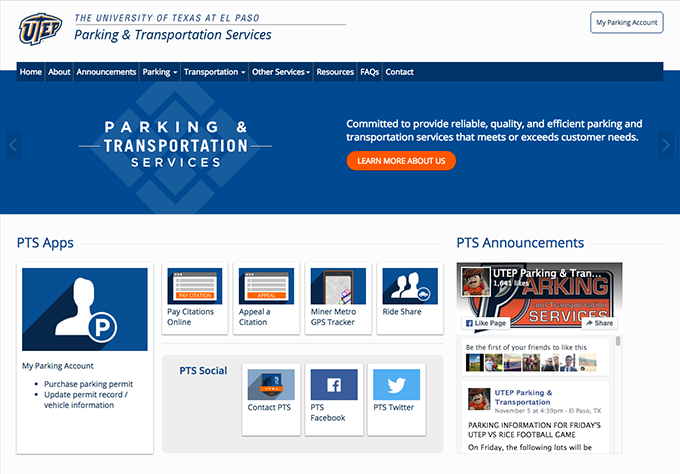 UTEP
THE UNIVERSITY OF TEXAS AT EL PASO
Parking & Transportation Services
My Parking Account
Home
About
Announcements
Parking
Transportation
Other Services
Resources
FAQs
Contact
PARKING &
TRANSPORTATION
SERVICES
Committed to provide reliable, quality, and efficient parking and
transportation services that meets or exceeds customer needs.
LEARN MORE ABOUT US
PTS Apps
P
My Parking Account
• Purchase parking permit
• Update permit record /
vehicle information
PAY CITATION
Pay Citations
Online
APPEAL
Appeal a
Citation
Miner Metro
GPS Tracker
Ride Share
PTS Social
Contact PTS
PTS
Facebook
PTS Twitter
PTS Announcements
UTEP Parking & Tran...
1,641 likes
PARKING
and Transportation
SERVICES
Like Page
Share
Be the first of your friends to like this
UTEP Parking &
Transportation
November 5 at 4:39pm · El Paso, TX
PARKING INFORMATION FOR FRIDAY'S
UTEP VS RICE FOOTBALL GAME
On Friday, the following lots will be